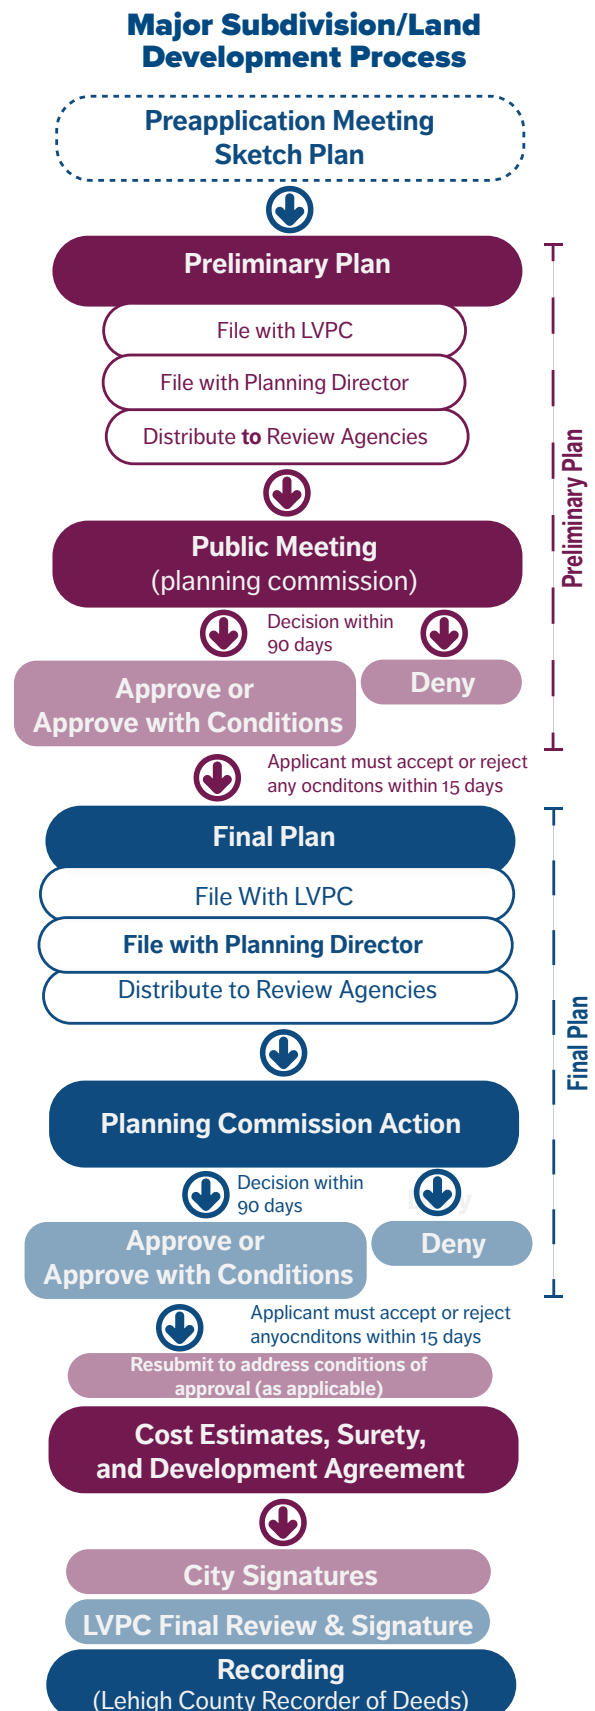 Major Subdivision/Land
Development Process
Preapplication Meeting
Sketch Plan
Preliminary Plan
File with LVPC
File with Planning Director
Distribute to Review Agencies
Public Meeting
(planning commission)
Decision within
90 days
Approve or
Approve with Conditions
Deny
Preliminary Plan
Applicant must accept or reject
any ocnditons within 15 days
Final Plan
File With LVPC
File with Planning Director
Distribute to Review Agencies
Planning Commission Action
Decision within
90 days
Approve or
Approve with Conditions
Deny
Final Plan
Applicant must accept or reject
anyocnditons within 15 days
Resubmit to address conditions of
approval (as applicable)
Cost Estimates, Surety,
and Development Agreement
City Signatures
LVPC Final Review & Signature
Recording
(Lehigh County Recorder of Deeds)